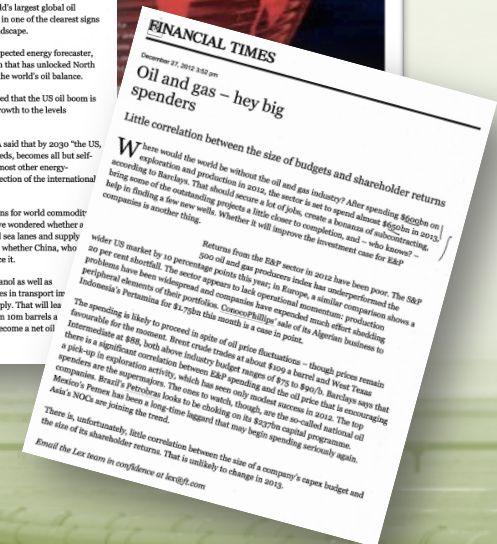 ld's largest global oil
in one of the clearest signs
dscape.
pected energy forecaster,
n that has unlocked North
the world's oil balance.
ed that the US oil boom is
rowth to the levels
said that by 2030 "the US,
eds, becomes all but self-
most other energy-
ection of the international
ns for world commodity
ve wondered whether a
l sea lanes and supply
whether China, who
ce it.
anol as well as
es in transport im
ply. That will lea
n 10m barrels a
ecome a net oil
FINANCIAL TIMES
December 27, 2012 3:52 pm
Oil and gas – hey big
spenders
Little correlation between the size of budgets and shareholder returns
Where would the world be without the oil and gas industry? After spending $600bn on
exploration and production in 2012, the sector is set to spend almost $650bn in 2013,
according to Barclays. That should secure a lot of jobs, create a bonanza of subcontracting,
bring some of the outstanding projects a little closer to completion, and – who knows? –
help in finding a few new wells. Whether it will improve the investment case for E&P
companies is another thing.
Returns from the E&P sector in 2012 have been poor. The S&P
500 oil and gas producers index has underperformed the
wider US market by 10 percentage points this year; in Europe, a similar comparison shows a
20 per cent shortfall. The sector appears to lack operational momentum: production
problems have been widespread and companies have expended much effort shedding
peripheral elements of their portfolios. ConocoPhillips' sale of its Algerian business to
Indonesia's Pertamina for $1.75bn this month is a case in point.
The spending is likely to proceed in spite of oil price fluctuations – though prices remain
favourable for the moment. Brent crude trades at about $109 a barrel and West Texas
Intermediate at $88, both above industry budget ranges of $75 to $90/b. Barclays says that
there is a significant correlation between E&P spending and the oil price that is encouraging
a pick-up in exploration activity, which has seen only modest success in 2012. The top
spenders are the supermajors. The ones to watch, though, are the so-called national oil
companies. Brazil's Petrobras looks to be choking on its $237bn capital programme.
Mexico's Pemex has been a long-time laggard that may begin spending seriously again.
Asia's NOCs are joining the trend.
There is, unfortunately, little correlation between the size of a company's capex budget and
the size of its shareholder returns. That is unlikely to change in 2013.
Email the Lex team in confidence at lex@ft.com